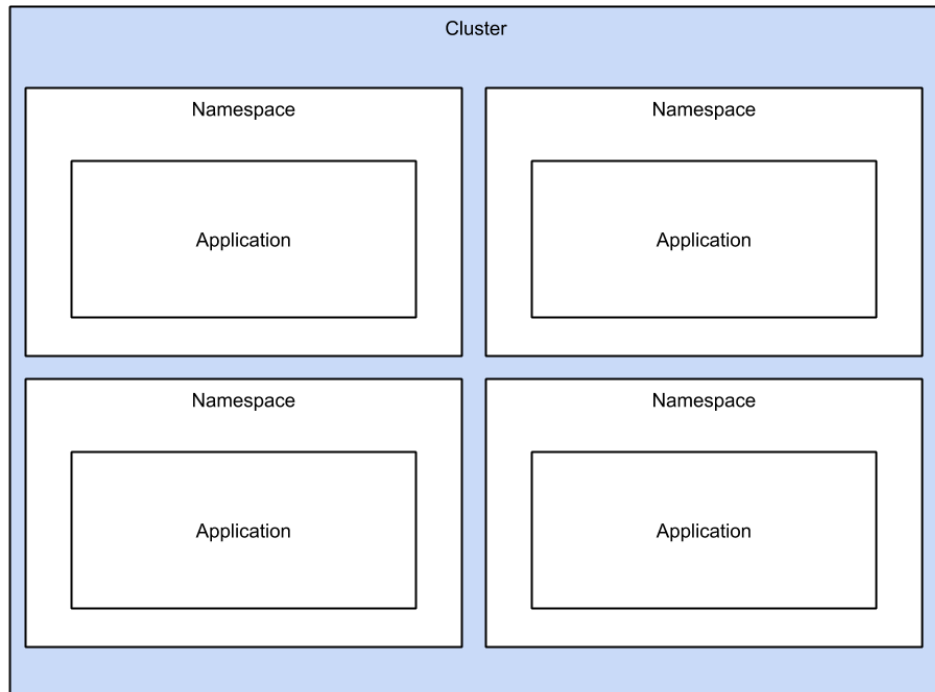 Cluster
Namespace
Namespace
Application
Application
Namespace
Namespace
Application
Application